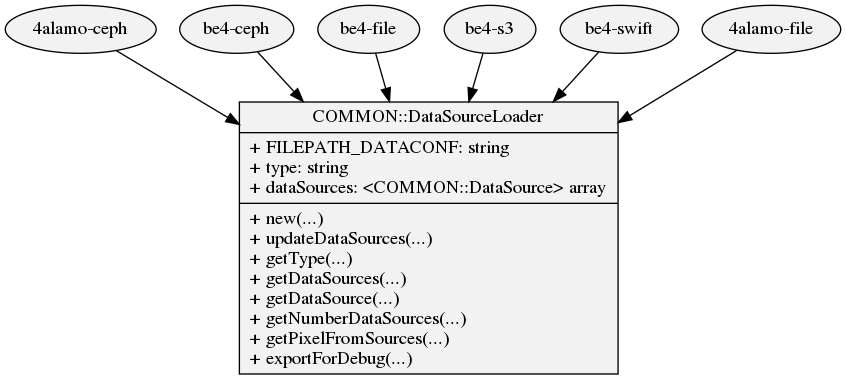 4alamo-ceph
be4-ceph
be4-file
be4-s3
be4-swift
4alamo-file
COMMON::DataSourceLoader
+ FILEPATH_DATACONF: string
+ type: string
+ dataSources: <COMMON::DataSource> array
+ new(...)
+ updateDataSources(...)
+ getType(...)
+ getDataSources(...)
+ getDataSource(...)
+ getNumberDataSources(...)
+ getPixelFromSources(...)
+ exportForDebug(...)